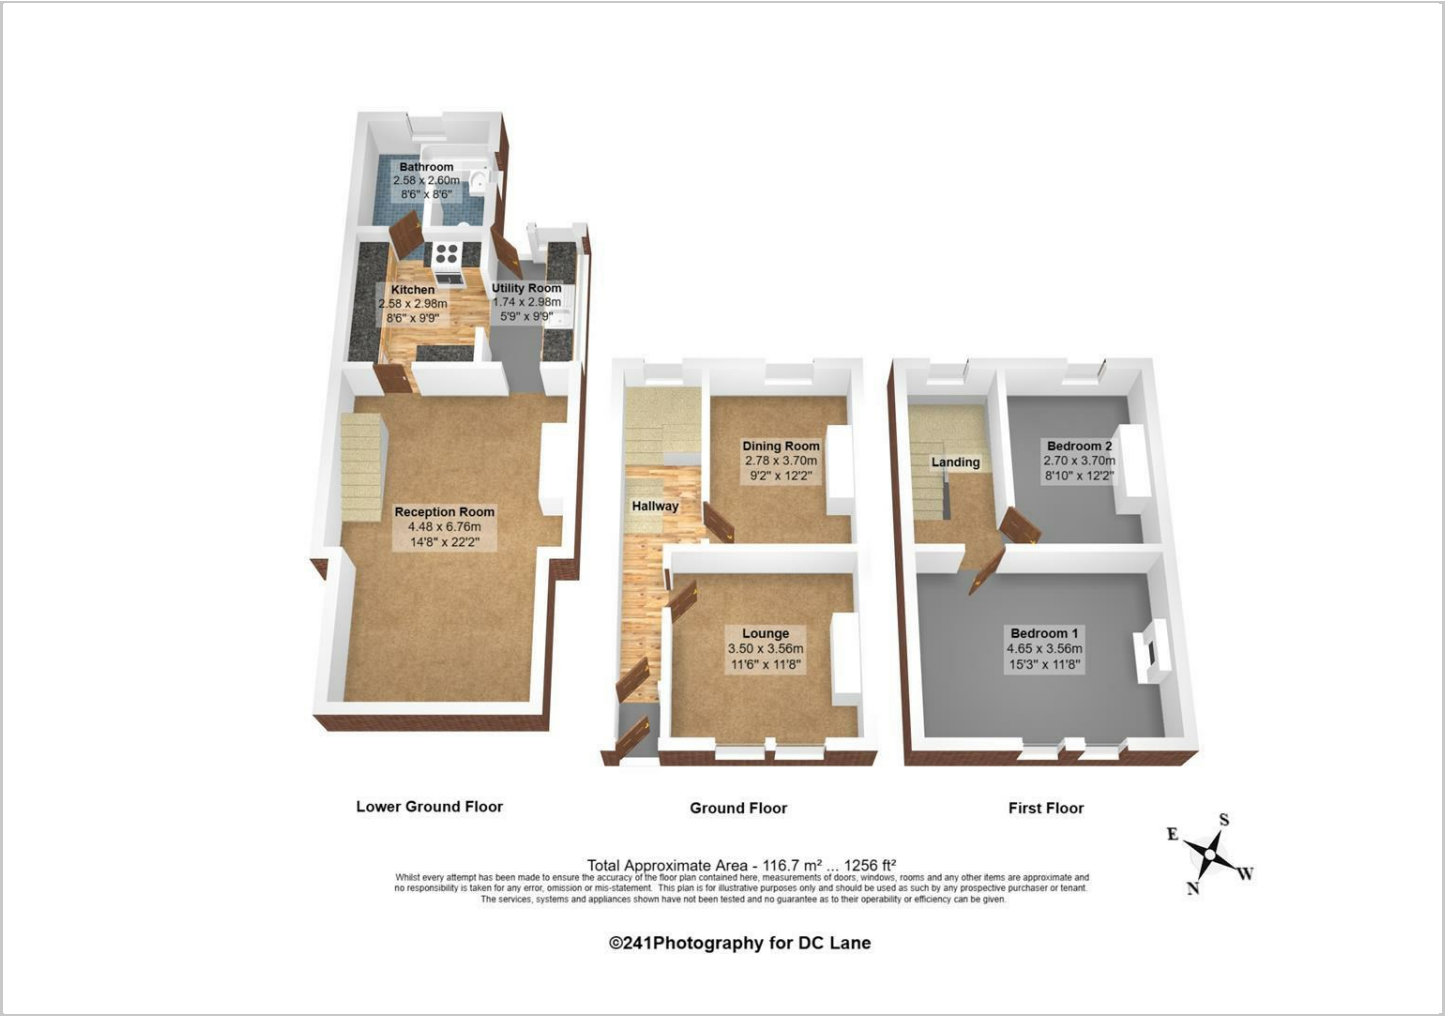 Bathroom
2.58 x 2.60m
8'6" x 8'6"
Kitchen
2.58 x 2.98m
8'6" x 9'9"
Utility Room
1.74 x 2.98m
5'9" x 9'9"
Reception Room
4.48 x 6.76m
14'8" x 22'2"
Hallway
Dining Room
2.78 x 3.70m
9'2" x 12'2"
Lounge
3.50 x 3.56m
11'6" x 11'8"
Landing
Bedroom 2
2.70 x 3.70m
8'10" x 12'2"
Bedroom 1
4.65 x 3.56m
15'3" x 11'8"
Lower Ground Floor
Ground Floor
First Floor
S
E
W
N
Total Approximate Area - 116.7 m² ... 1256 ft²
Whilst every attempt has been made to ensure the accuracy of the floor plan contained here, measurements of doors, windows, rooms and any other items are approximate and
no responsibility is taken for any error, omission or mis-statement. This plan is for illustrative purposes only and should be used as such by any prospective purchaser or tenant.
The services, systems and appliances shown have not been tested and no guarantee as to their operability or efficiency can be given.
©241Photography for DC Lane